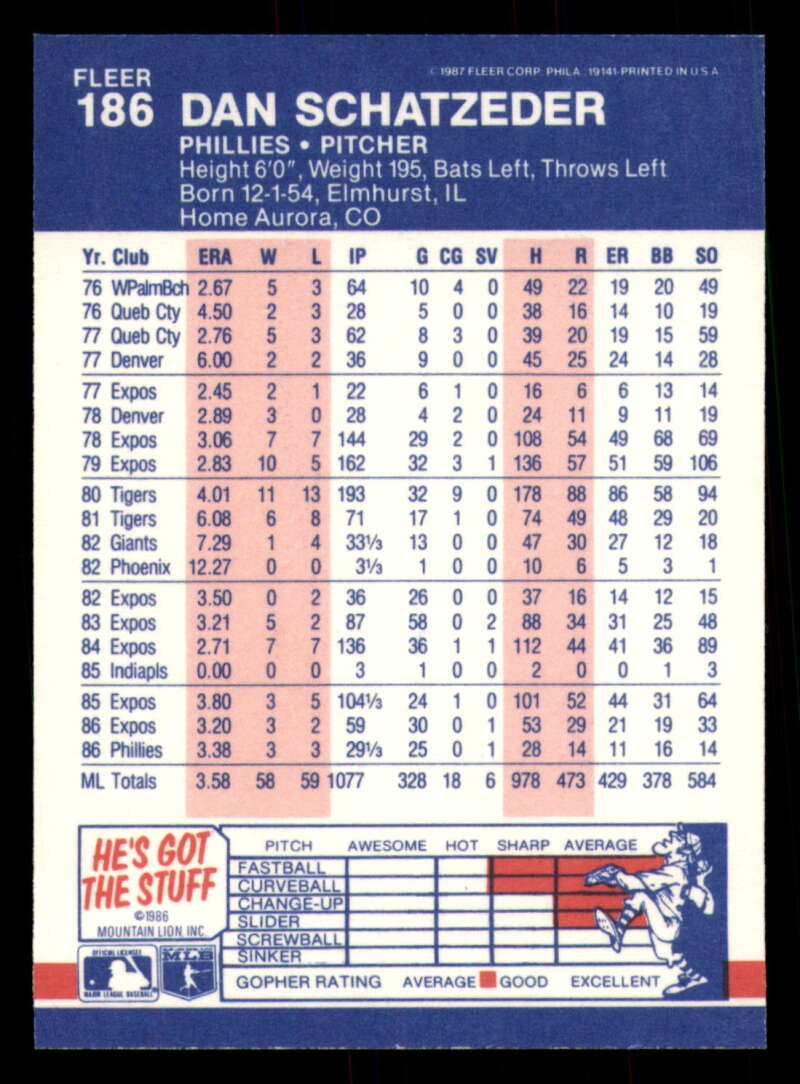 FLEER
©1987 FLEER CORP. PHILA. 19141-PRINTED IN U.S.A.
186 DAN SCHATZEDER
PHILLIES • PITCHER
Height 6'0", Weight 195, Bats Left, Throws Left
Born 12-1-54, Elmhurst, IL
Home Aurora, CO
Yr. Club ERA W L IP G CG SV H R ER BB SO
76 WPalmBch 2.67 5 3 64 10 4 0 49 22 19 20 49
76 Queb Cty 4.50 2 3 28 5 0 0 38 16 14 10 19
77 Queb Cty 2.76 5 3 62 8 3 0 39 20 19 15 59
77 Denver 6.00 2 2 36 9 0 0 45 25 24 14 28
77 Expos 2.45 2 1 22 6 1 0 16 6 6 13 14
78 Denver 2.89 3 0 28 4 2 0 24 11 9 11 19
78 Expos 3.06 7 7 144 29 2 0 108 54 49 68 69
79 Expos 2.83 10 5 162 32 3 1 136 57 51 59 106
80 Tigers 4.01 11 13 193 32 9 0 178 88 86 58 94
81 Tigers 6.08 6 8 71 17 1 0 74 49 48 29 20
82 Giants 7.29 1 4 33⅓ 13 0 0 47 30 27 12 18
82 Phoenix 12.27 0 0 3⅓ 1 0 0 10 6 5 3 1
82 Expos 3.50 0 2 36 26 0 0 37 16 14 12 15
83 Expos 3.21 5 2 87 58 0 2 88 34 31 25 48
84 Expos 2.71 7 7 136 36 1 1 112 44 41 36 89
85 Indiapls 0.00 0 0 3 1 0 0 2 0 0 1 3
85 Expos 3.80 3 5 104⅓ 24 1 0 101 52 44 31 64
86 Expos 3.20 3 2 59 30 0 1 53 29 21 19 33
86 Phillies 3.38 3 3 29⅓ 25 0 1 28 14 11 16 14
ML Totals 3.58 58 59 1077 328 18 6 978 473 429 378 584
HE'S GOT
THE STUFF
©1986
MOUNTAIN LION, INC.
OFFICIAL LICENSEE
MAJOR LEAGUE BASEBALL
MLB
PITCH AWESOME HOT SHARP AVERAGE
FASTBALL
CURVEBALL
CHANGE-UP
SLIDER
SCREWBALL
SINKER
GOPHER RATING AVERAGE GOOD EXCELLENT